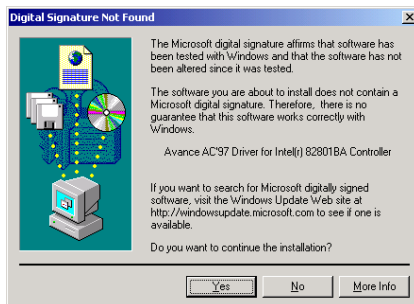 Digital Signature Not Found
The Microsoft digital signature affirms that software has
been tested with Windows and that the software has not
been altered since it was tested.
The software you are about to install does not contain a
Microsoft digital signature. Therefore, there is no
guarantee that this software works correctly with
Windows.
Avance AC'97 Driver for Intel(r) 82801BA Controller
If you want to search for Microsoft digitally signed
software, visit the Windows Update Web site at
http://windowsupdate.microsoft.com to see if one is
available.
Do you want to continue the installation?
Yes No More Info